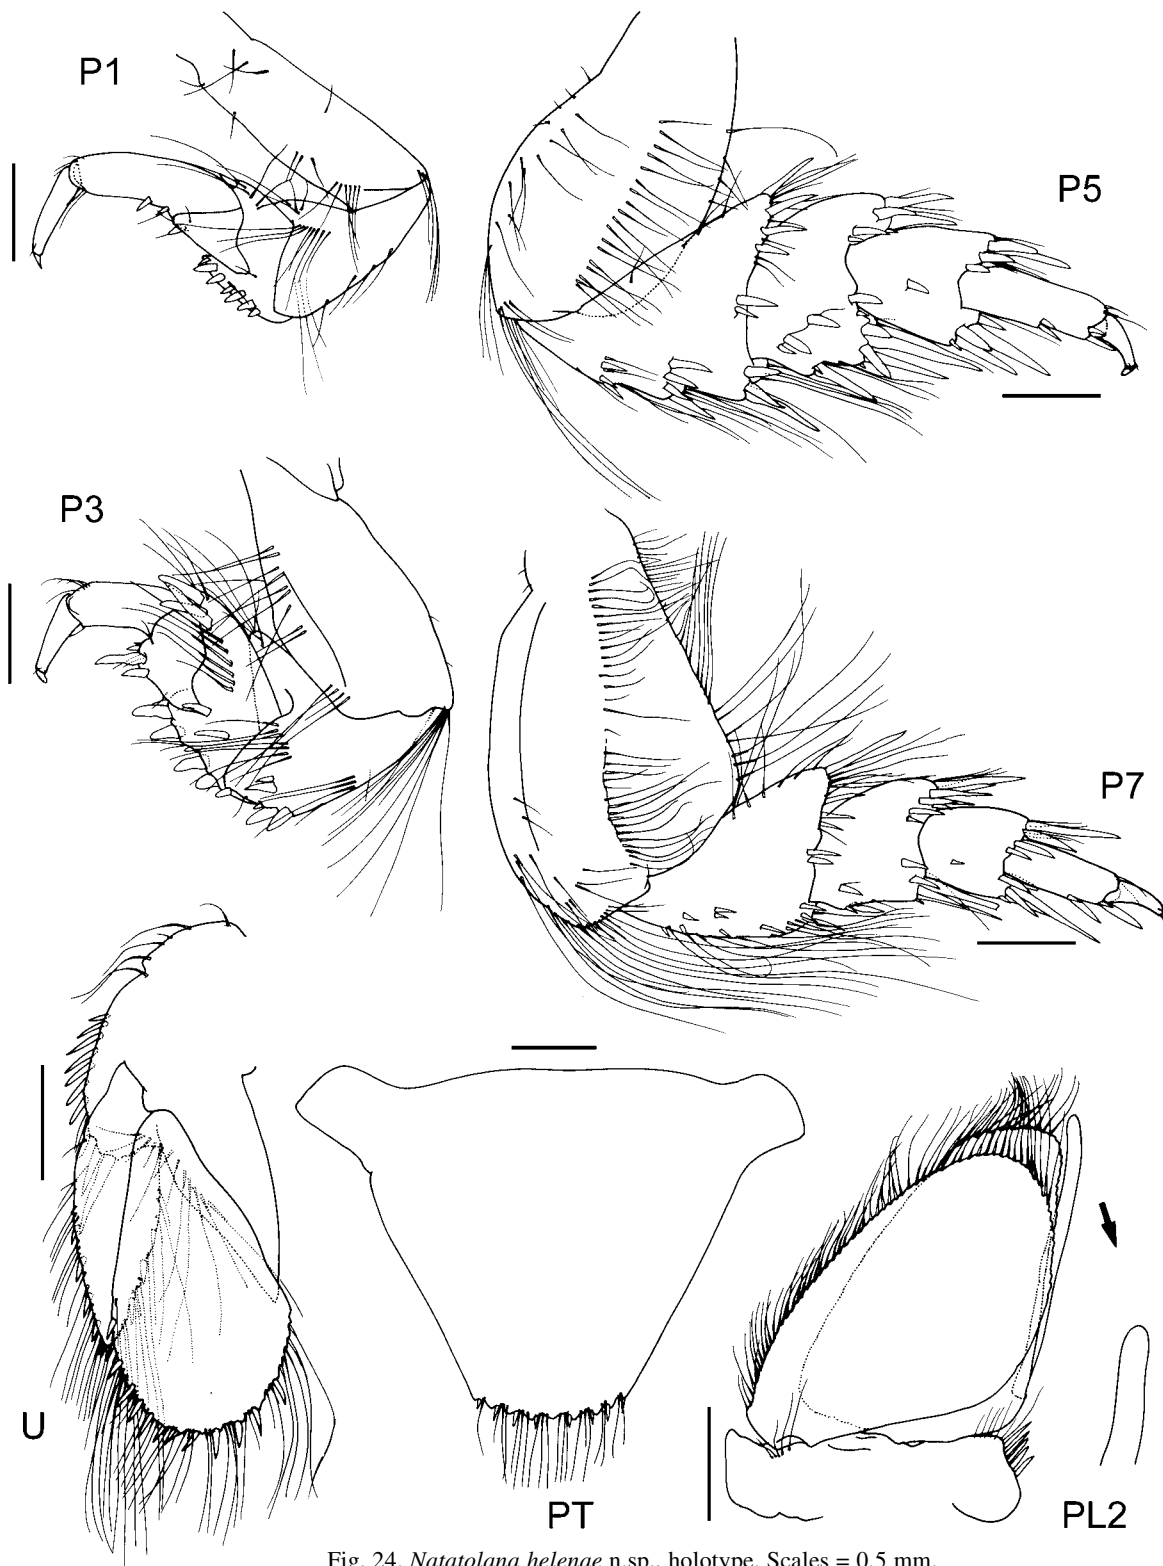 P1
P5
P3
P7
U
PT
PL2
Fig. 24. Natatolana helenae n.sp., holotype. Scales = 0.5 mm.